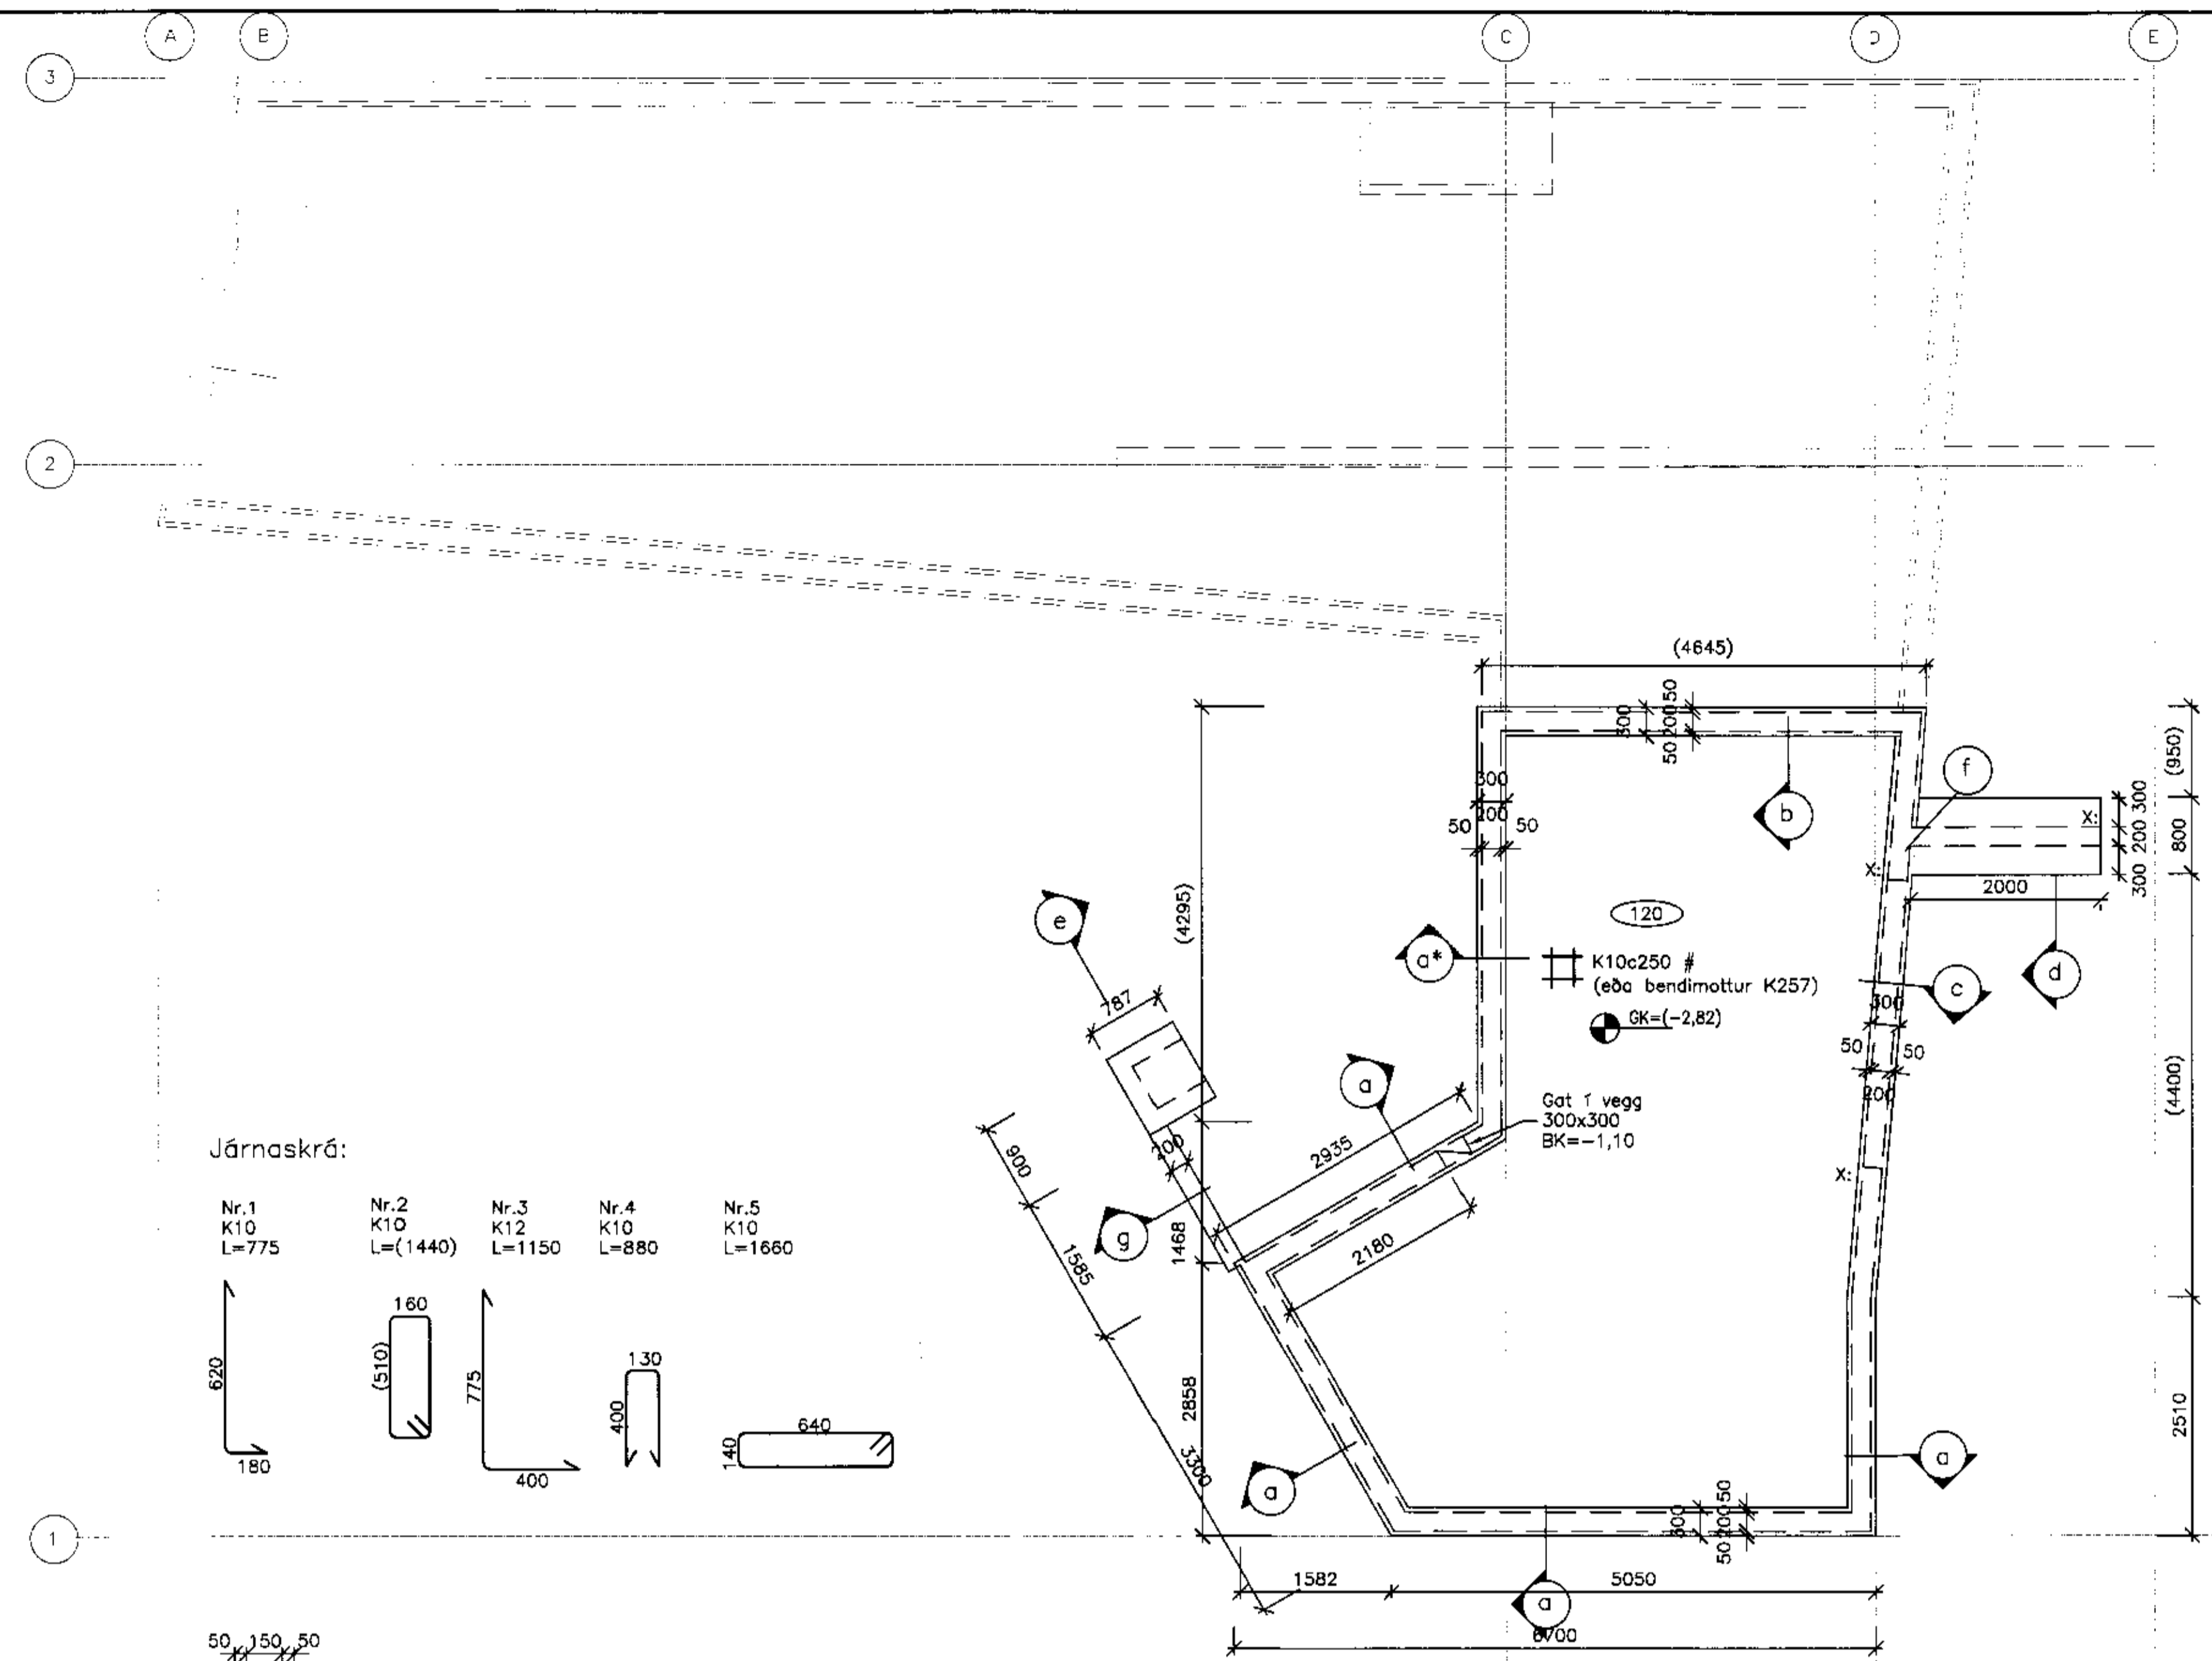 A B C D E
3
2
(4645)
300 50 200 50
300
50 200 50
b
f
X:
300 200 300
(950)
800
2000
X:
(4295)
e
a*
120
K10c250 #
(eða bendimottur K257)
GK=(-2,82)
d
c
300
50 50
200
787
a
Gat í vegg
300x300
BK=-1,10
(4400)
X:
200
2935
900
g
1468
2180
1585
Járnaskrá:
Nr.1
K10
L=775
620
180
Nr.2
K10
L=(1440)
160
(510)
Nr.3
K12
L=1150
775
400
Nr.4
K10
L=880
130
400
Nr.5
K10
L=1660
640
140
2858
3300
a
a
2510
1
300 50 200 50
1582
5050
a
6700
50 150 50